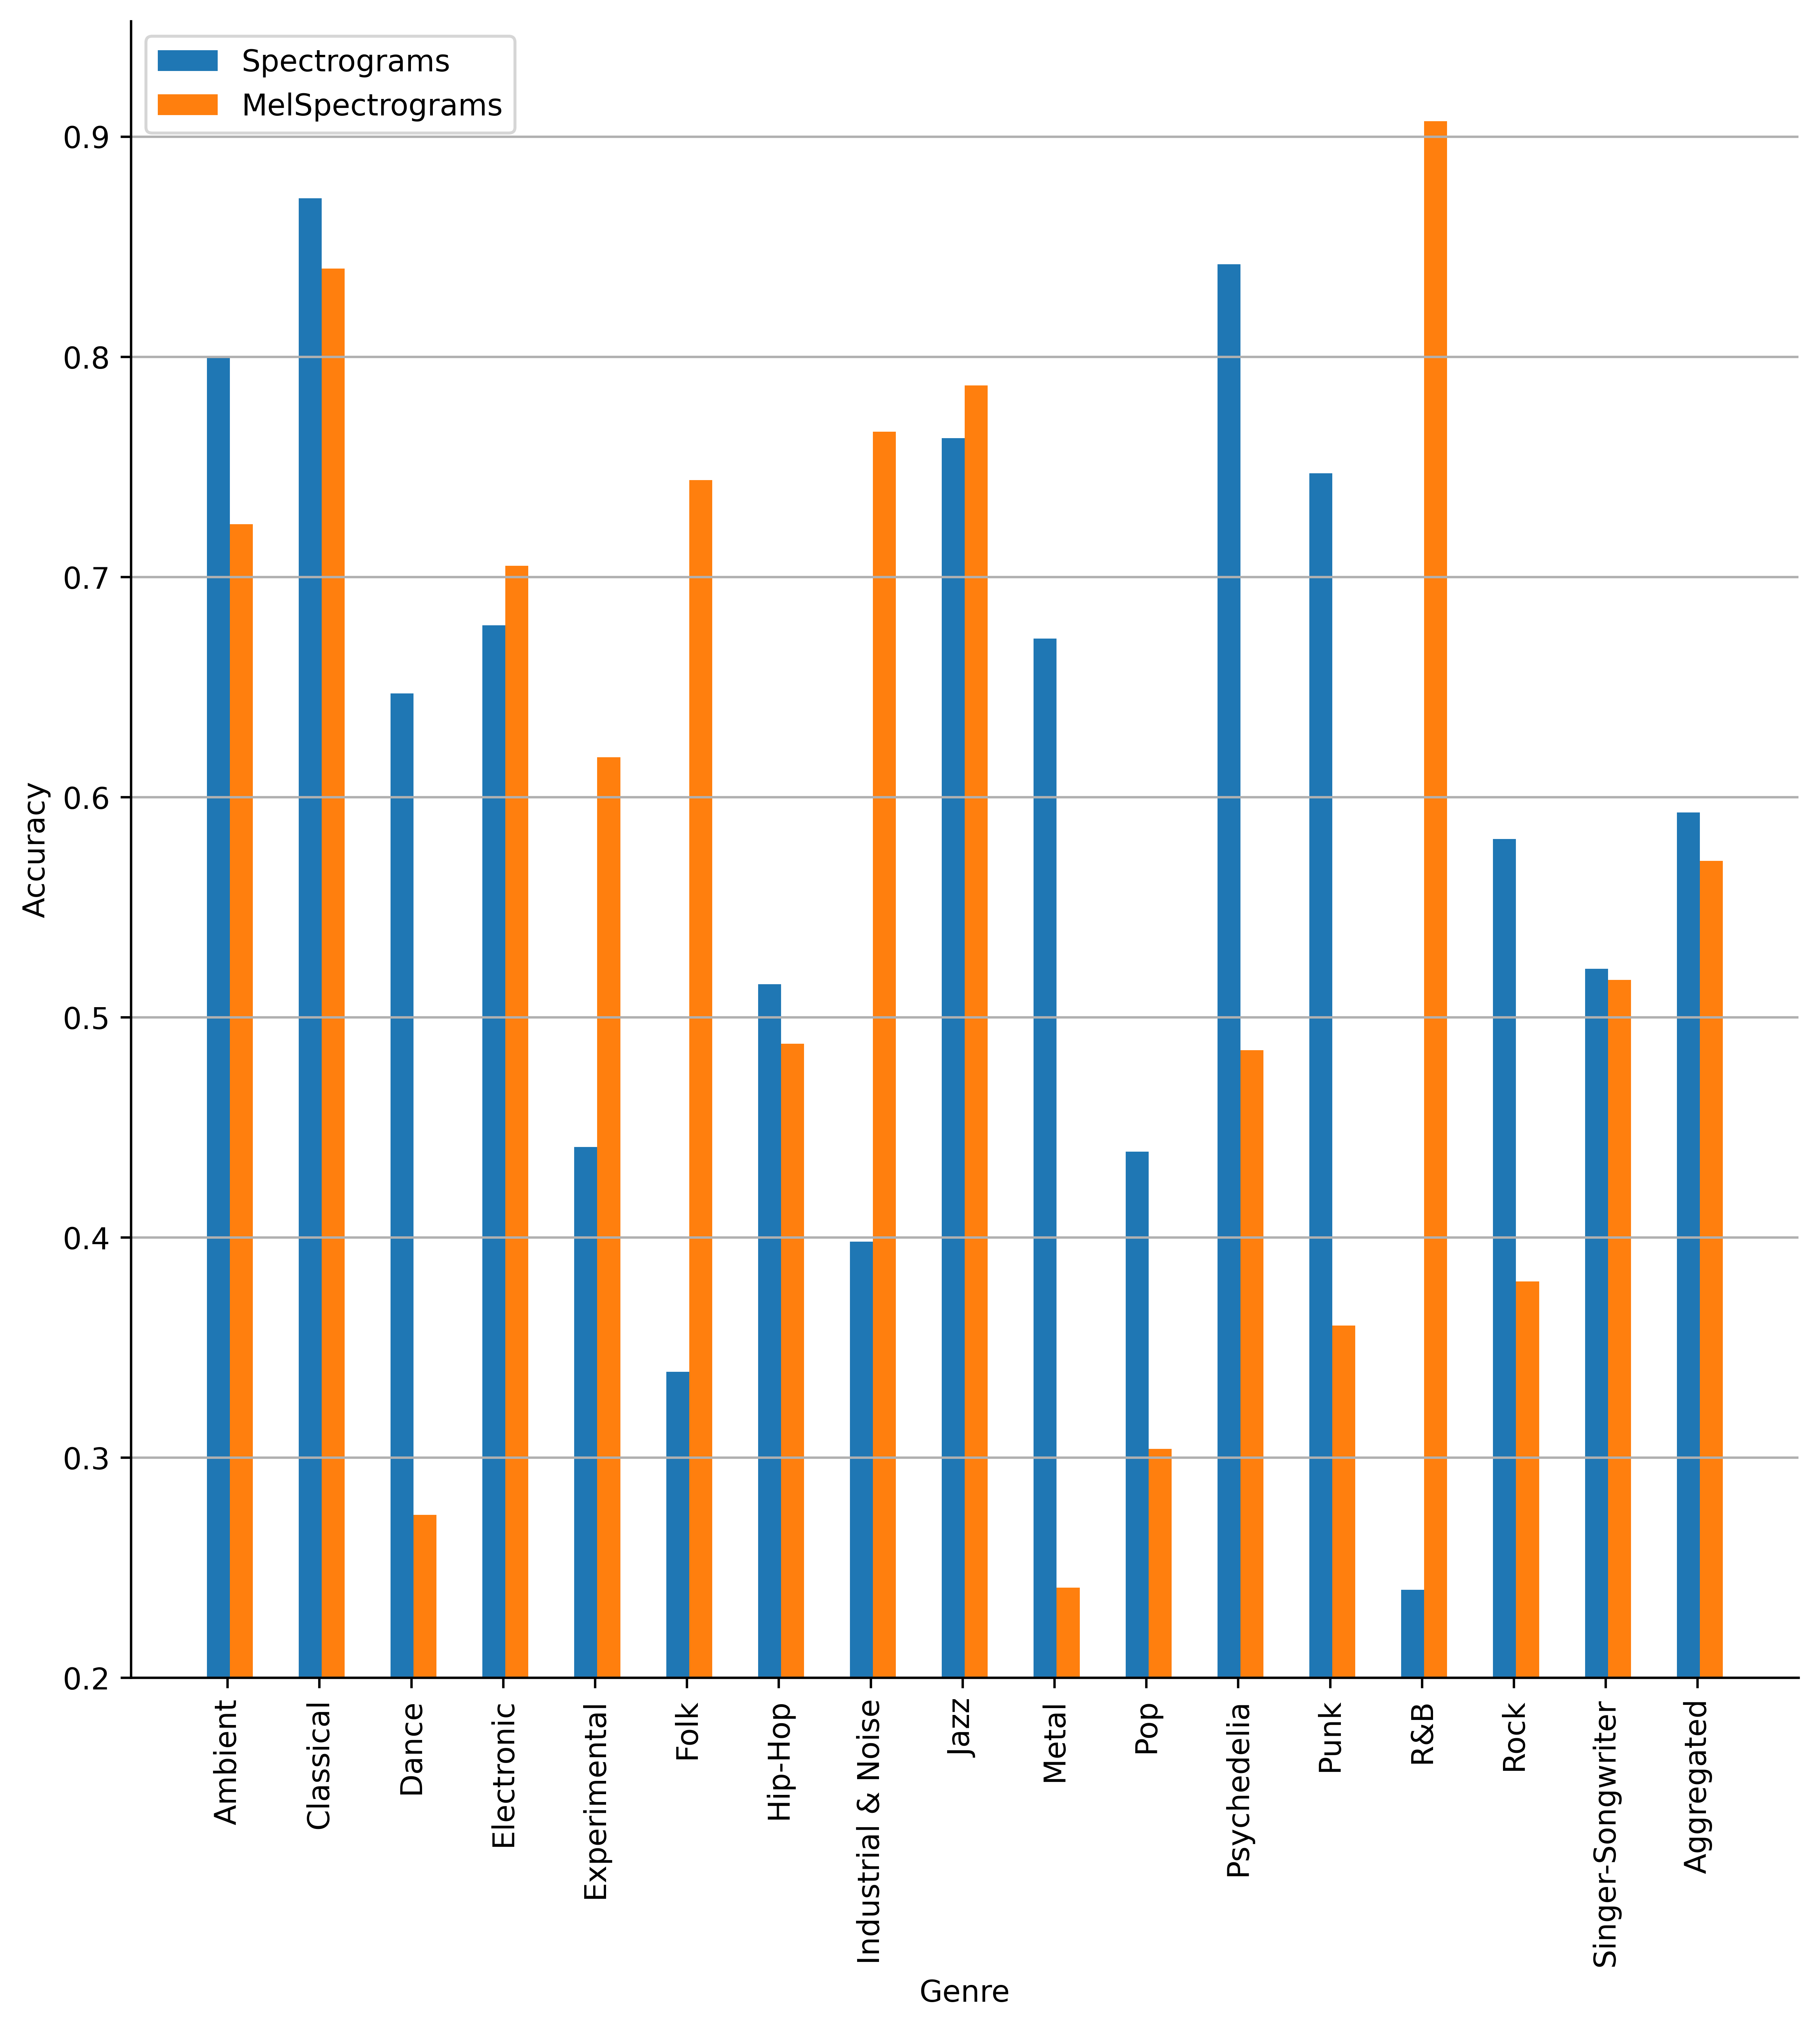 Spectrograms
MelSpectrograms
0.9
0.8
0.7
0.6
0.5
0.4
0.3
0.2
Accuracy
Ambient
Classical
Dance
Electronic
Experimental
Folk
Hip-Hop
Industrial & Noise
Jazz
Metal
Pop
Psychedelia
Punk
R&B
Rock
Singer-Songwriter
Aggregated
Genre